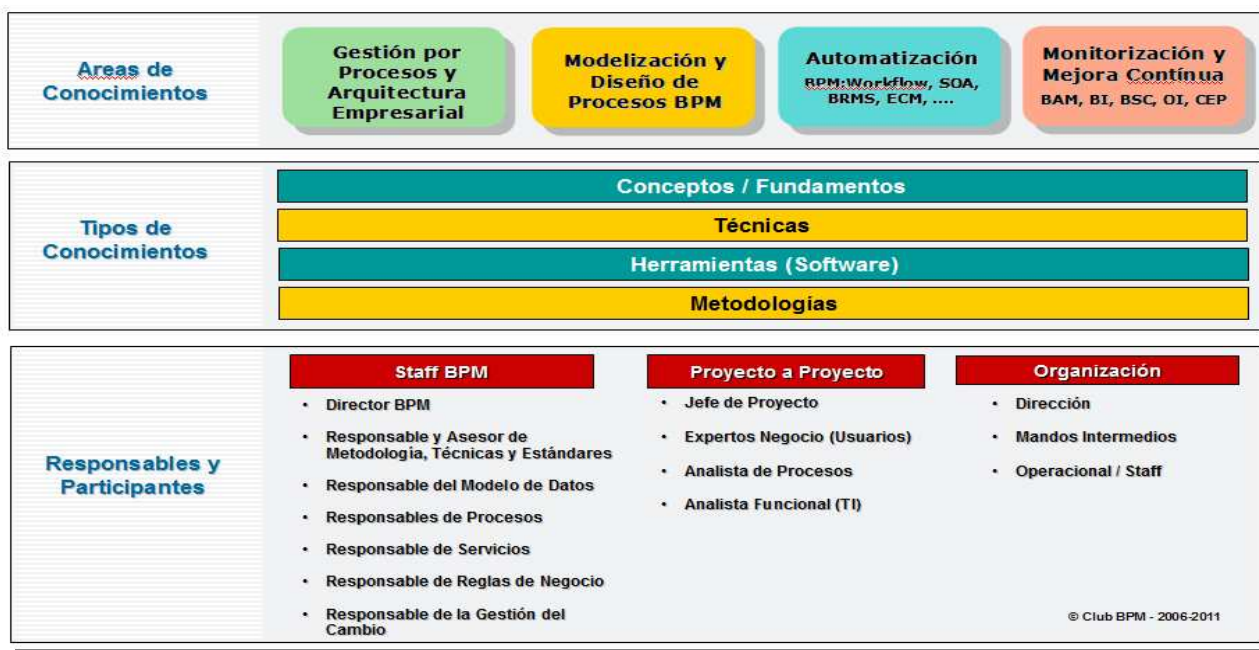 Areas de
Conocimientos
Gestión por
Procesos y
Arquitectura
Empresarial
Modelización y
Diseño de
Procesos BPM
Automatización
BPM:Workflow, SOA,
BRMS, ECM, ....
Monitorización y
Mejora Contínua
BAM, BI, BSC, OI, CEP
Tipos de
Conocimientos
Conceptos / Fundamentos
Técnicas
Herramientas (Software)
Metodologías
Responsables y
Participantes
Staff BPM
• Director BPM
• Responsable y Asesor de
Metodología, Técnicas y Estándares
• Responsable del Modelo de Datos
• Responsables de Procesos
• Responsable de Servicios
• Responsable de Reglas de Negocio
• Responsable de la Gestión del
Cambio
Proyecto a Proyecto
• Jefe de Proyecto
• Expertos Negocio (Usuarios)
• Analista de Procesos
• Analista Funcional (TI)
Organización
• Dirección
• Mandos Intermedios
• Operacional / Staff
© Club BPM - 2006-2011